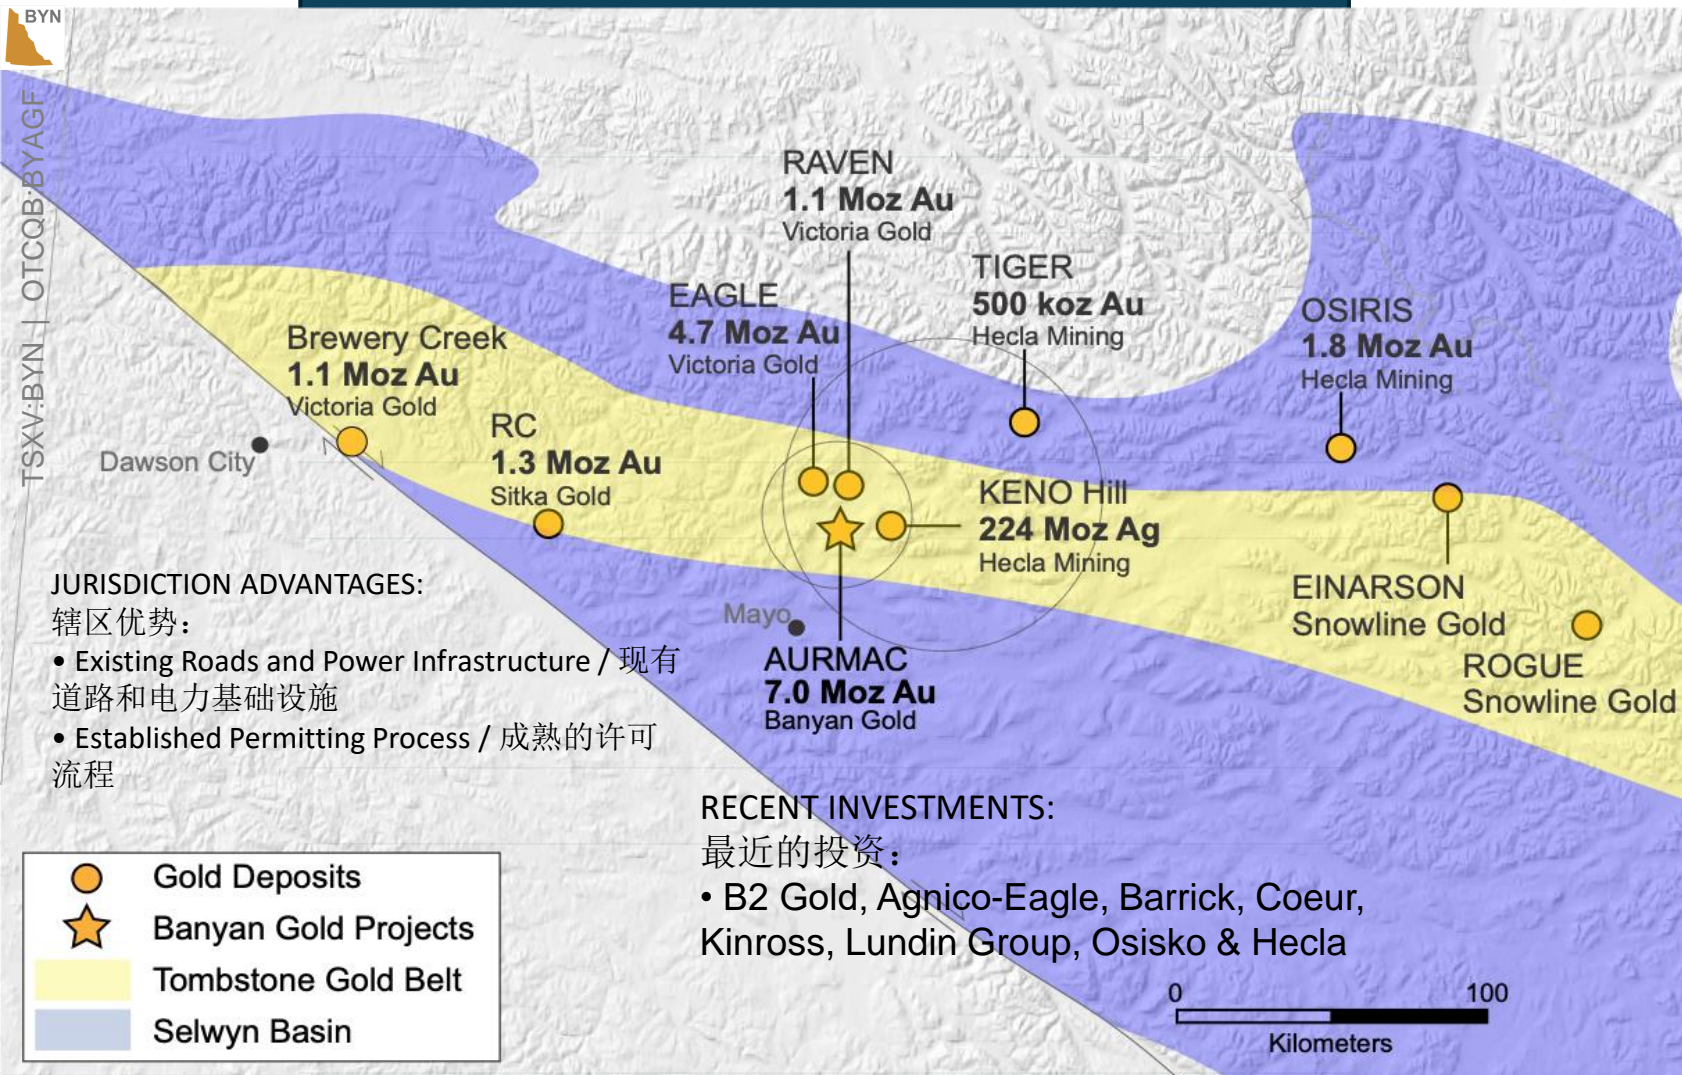 BYN
TSXV:BYN | OTCQB:BYAGF
RAVEN
1.1 Moz Au
Victoria Gold
TIGER
500 koz Au
Hecla Mining
EAGLE
4.7 Moz Au
Victoria Gold
OSIRIS
1.8 Moz Au
Hecla Mining
Brewery Creek
1.1 Moz Au
Victoria Gold
RC
1.3 Moz Au
Sitka Gold
Dawson City
KENO Hill
224 Moz Ag
Hecla Mining
EINARSON
Snowline Gold
ROGUE
Snowline Gold
Mayo
AURMAC
7.0 Moz Au
Banyan Gold
JURISDICTION ADVANTAGES:
辖区优势：
• Existing Roads and Power Infrastructure / 现有
道路和电力基础设施
• Established Permitting Process / 成熟的许可
流程
RECENT INVESTMENTS:
最近的投资：
• B2 Gold, Agnico-Eagle, Barrick, Coeur,
Kinross, Lundin Group, Osisko & Hecla
Gold Deposits
Banyan Gold Projects
Tombstone Gold Belt
Selwyn Basin
0 100
Kilometers